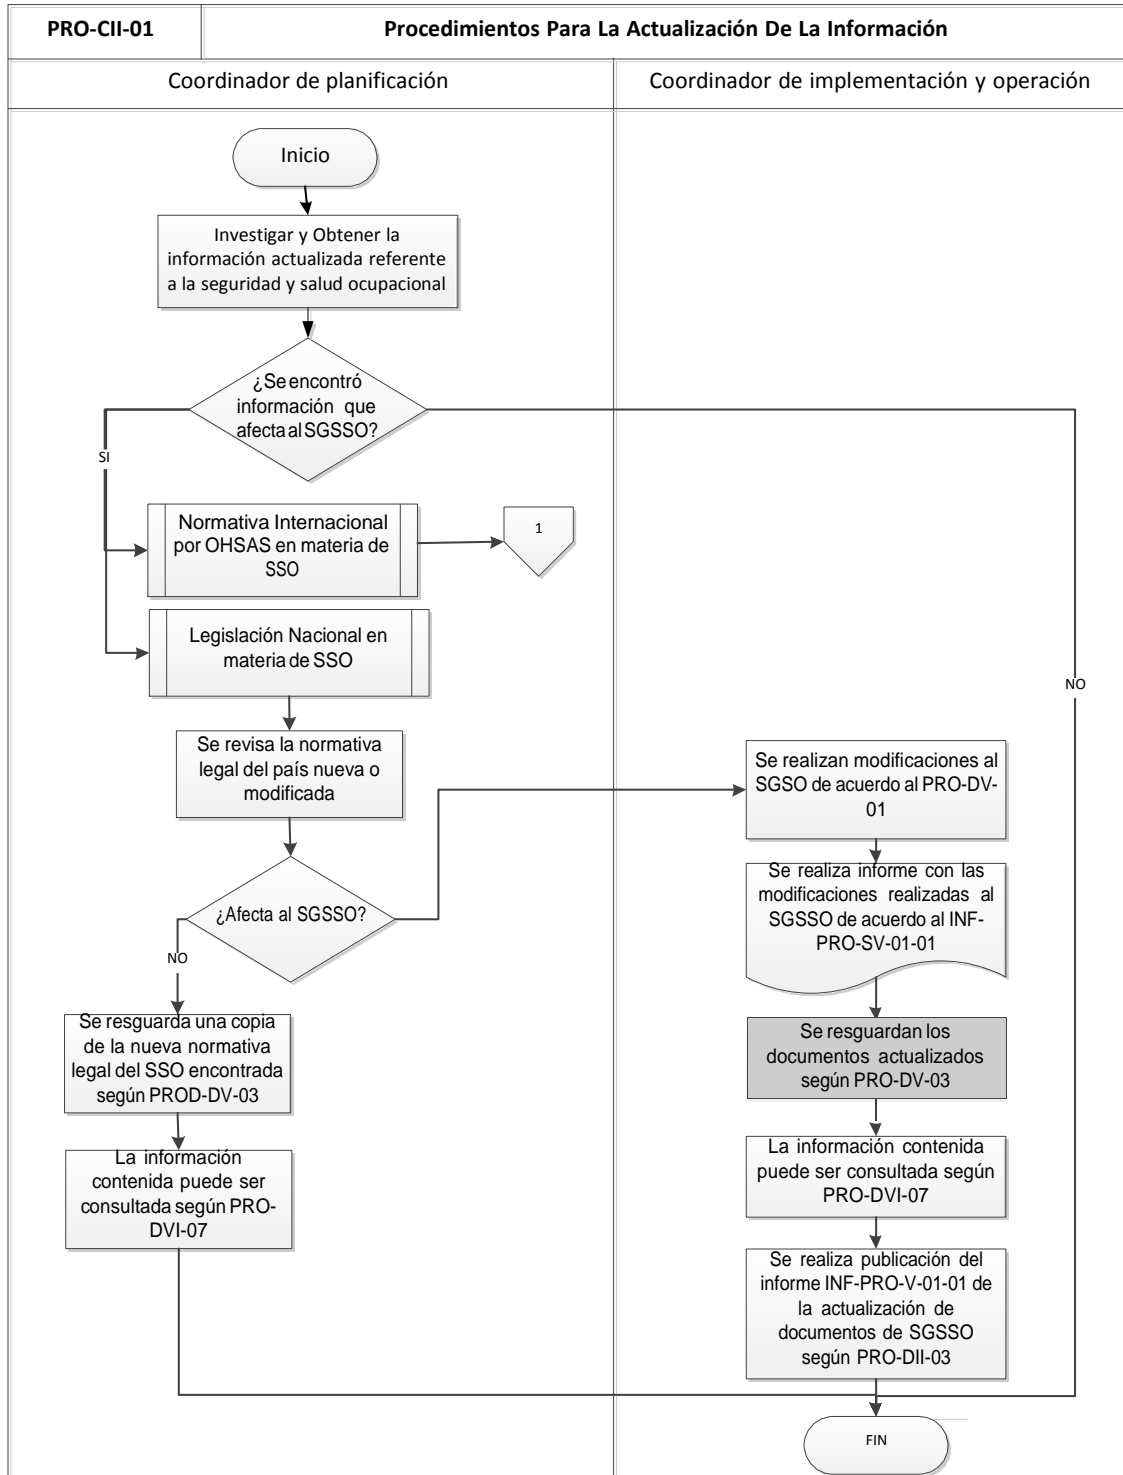 PRO-CII-01
Procedimientos Para La Actualización De La Información
Coordinador de planificación
Coordinador de implementación y operación
Inicio
Investigar y Obtener la
información actualizada referente
a la seguridad y salud ocupacional
¿Se encontró
información que
afecta al SGSSO?
SI
Normativa Internacional
por OHSAS en materia de
SSO
1
Legislación Nacional en
materia de SSO
NO
Se revisa la normativa
legal del país nueva o
modificada
Se realizan modificaciones al
SGSO de acuerdo al PRO-DV-
01
¿Afecta al SGSSO?
NO
Se realiza informe con las
modificaciones realizadas al
SGSSO de acuerdo al INF-
PRO-SV-01-01
Se resguarda una copia
de la nueva normativa
legal del SSO encontrada
según PROD-DV-03
Se resguardan los
documentos actualizados
según PRO-DV-03
La información
contenida puede ser
consultada según PRO-
DVI-07
La información contenida
puede ser consultada según
PRO-DVI-07
Se realiza publicación del
informe INF-PRO-V-01-01 de
la actualización de
documentos de SGSSO
según PRO-DII-03
FIN